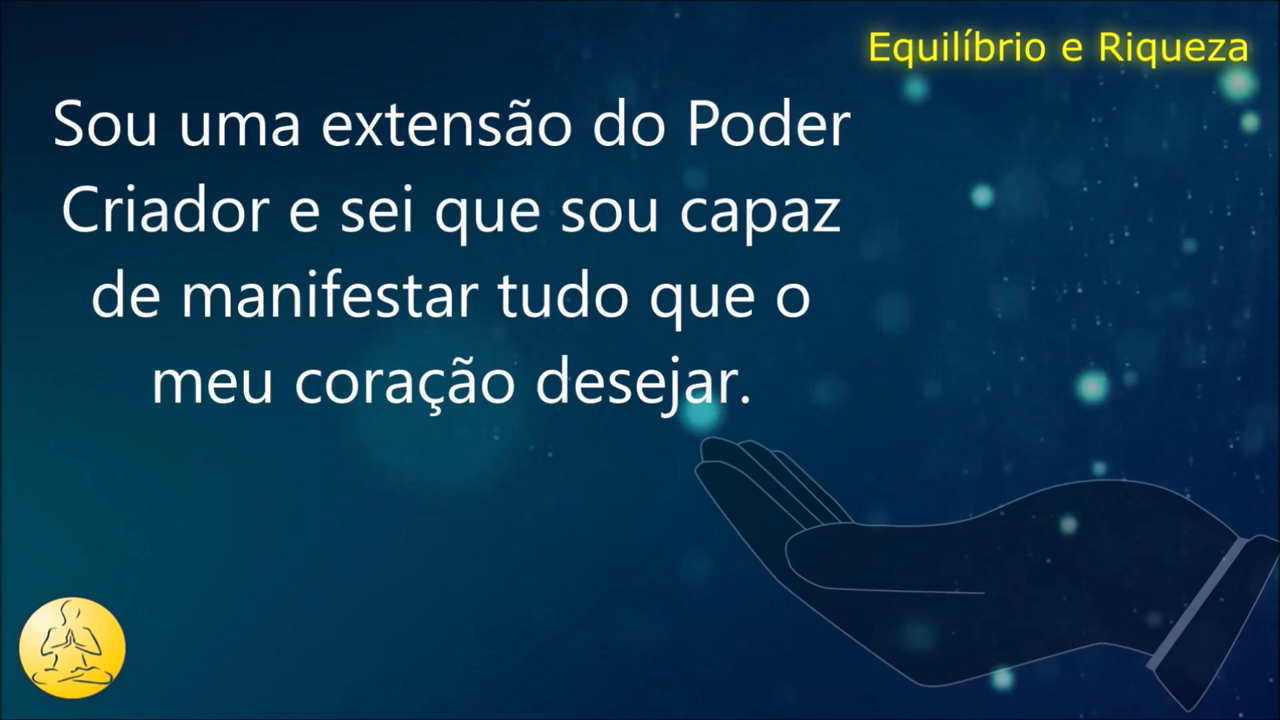 Equilíbrio e Riqueza
Sou uma extensão do Poder
Criador e sei que sou capaz
de manifestar tudo que o
meu coração desejar.